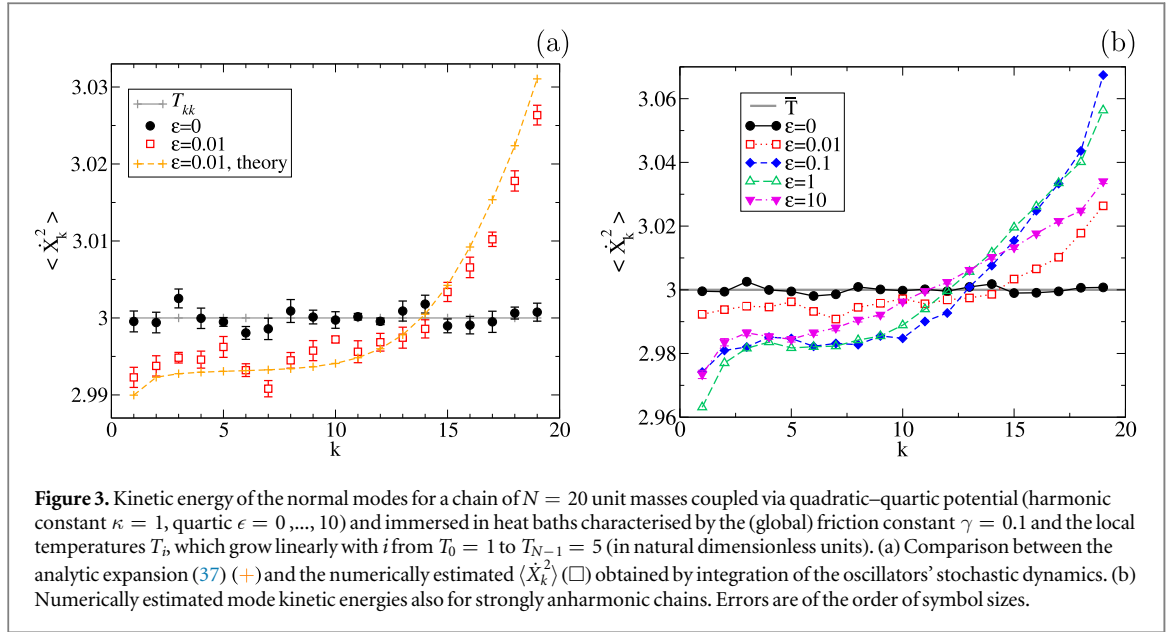 (a)
3.03
3.02
3.01
3
2.99
< Ẋ_k^2 >
T_kk
ε=0
ε=0.01
ε=0.01, theory
0 5 10 15 20
k
(b)
3.06
3.04
3.02
3
2.98
2.96
< Ẋ_k^2 >
T̅
ε=0
ε=0.01
ε=0.1
ε=1
ε=10
0 5 10 15 20
k
Figure 3. Kinetic energy of the normal modes for a chain of N = 20 unit masses coupled via quadratic–quartic potential (harmonic
constant κ = 1, quartic ϵ = 0 ,..., 10) and immersed in heat baths characterised by the (global) friction constant γ = 0.1 and the local
temperatures T_i, which grow linearly with i from T_0 = 1 to T_{N−1} = 5 (in natural dimensionless units). (a) Comparison between the
analytic expansion (37) (+) and the numerically estimated ⟨Ẋ_k^2⟩ (□) obtained by integration of the oscillators' stochastic dynamics. (b)
Numerically estimated mode kinetic energies also for strongly anharmonic chains. Errors are of the order of symbol sizes.